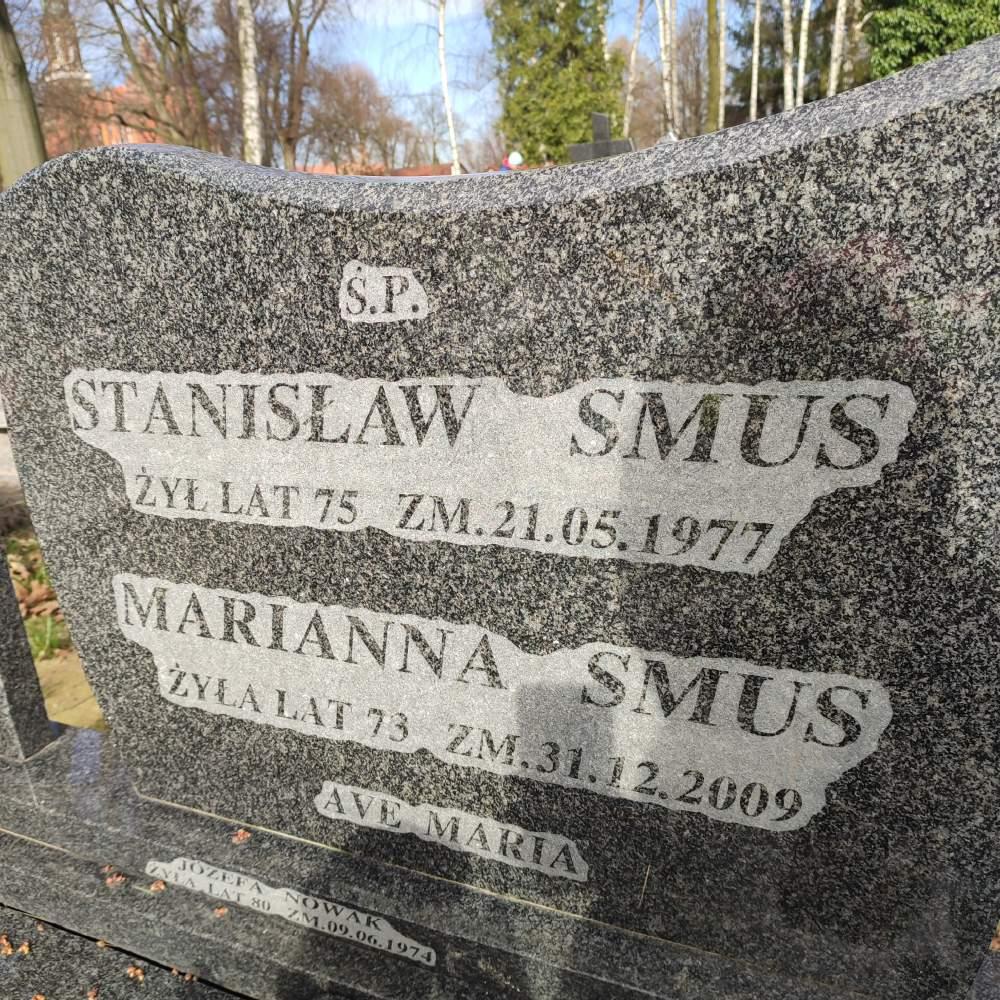 Ś.P.
STANISŁAW SMUS
ŻYŁ LAT 75 ZM.21.05.1977
MARIANNA SMUS
ŻYŁA LAT 73 ZM.31.12.2009
AVE MARIA
JÓZEFA NOWAK
ŻYŁA LAT 80 ZM.09.06.1974